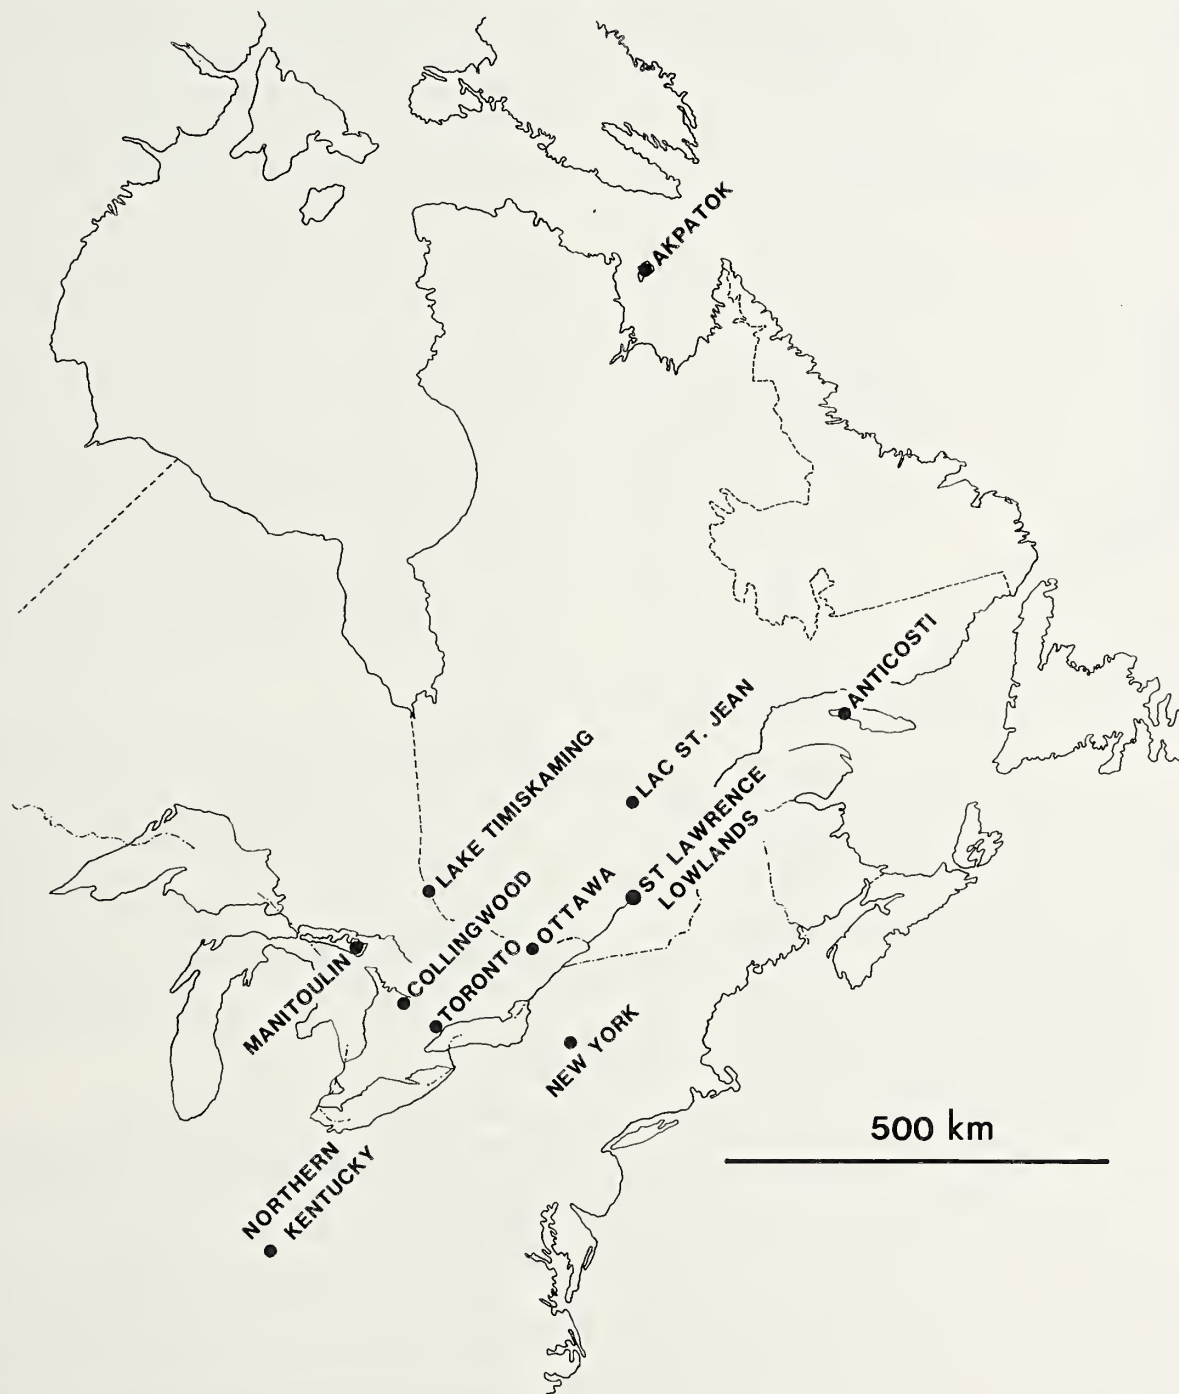 AKPATOK
ANTICOSTI
LAC ST. JEAN
LAKE TIMISKAMING
ST LAWRENCE
LOWLANDS
COLLINGWOOD
OTTAWA
TORONTO
MANITOULIN
NEW YORK
500 km
NORTHERN
KENTUCKY